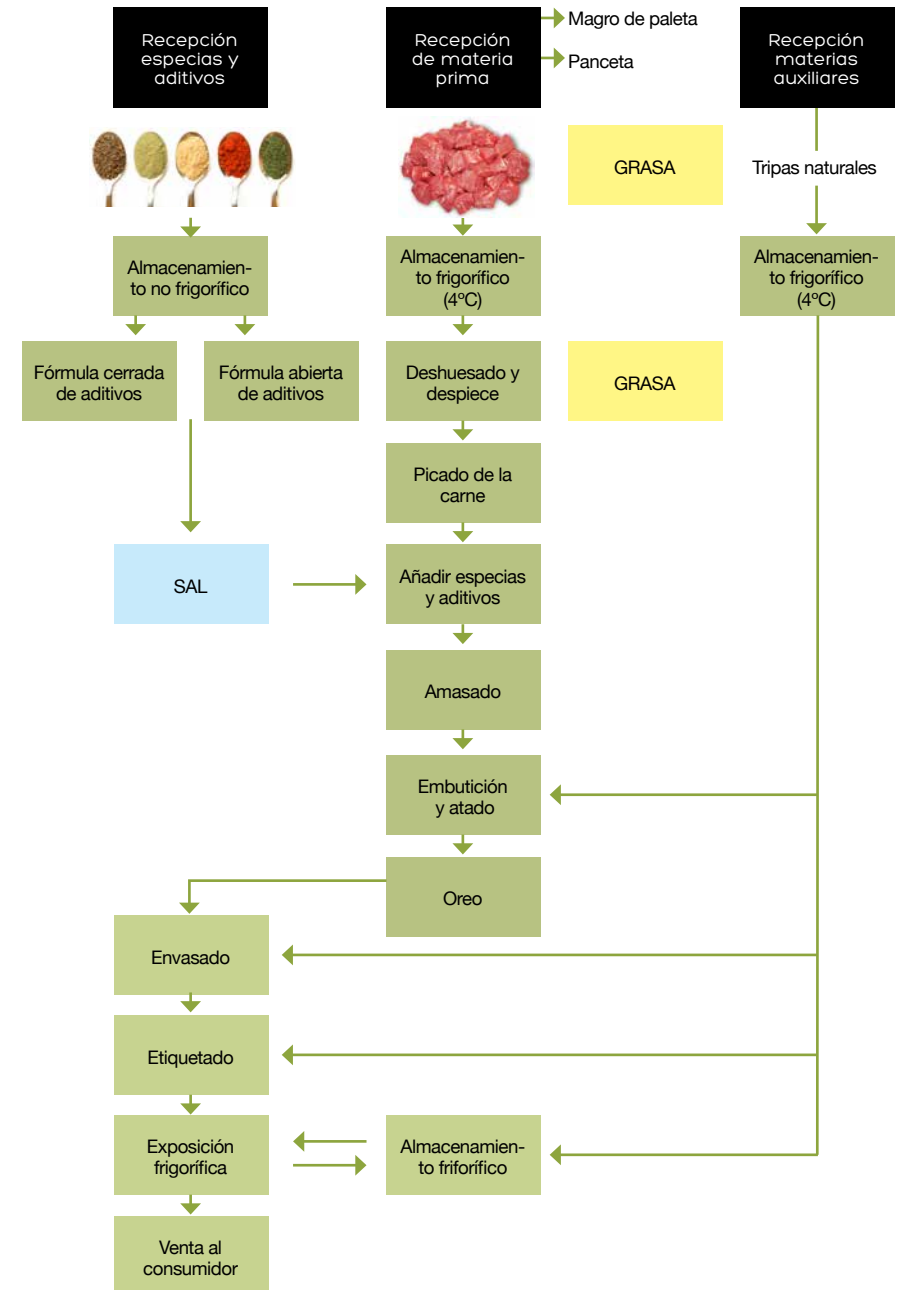 Recepción
especias y
aditivos
Recepción
de materia
prima
Magro de paleta
Panceta
Recepción
materias
auxiliares
GRASA
Tripas naturales
Almacenamien-
to no frigorífico
Almacenamien-
to frigorífico
(4ºC)
Almacenamien-
to frigorífico
(4ºC)
Fórmula cerrada
de aditivos
Fórmula abierta
de aditivos
Deshuesado y
despiece
GRASA
Picado de la
carne
SAL
Añadir especias
y aditivos
Amasado
Embutición
y atado
Oreo
Envasado
Etiquetado
Exposición
frigorífica
Almacenamien-
to friforífico
Venta al
consumidor